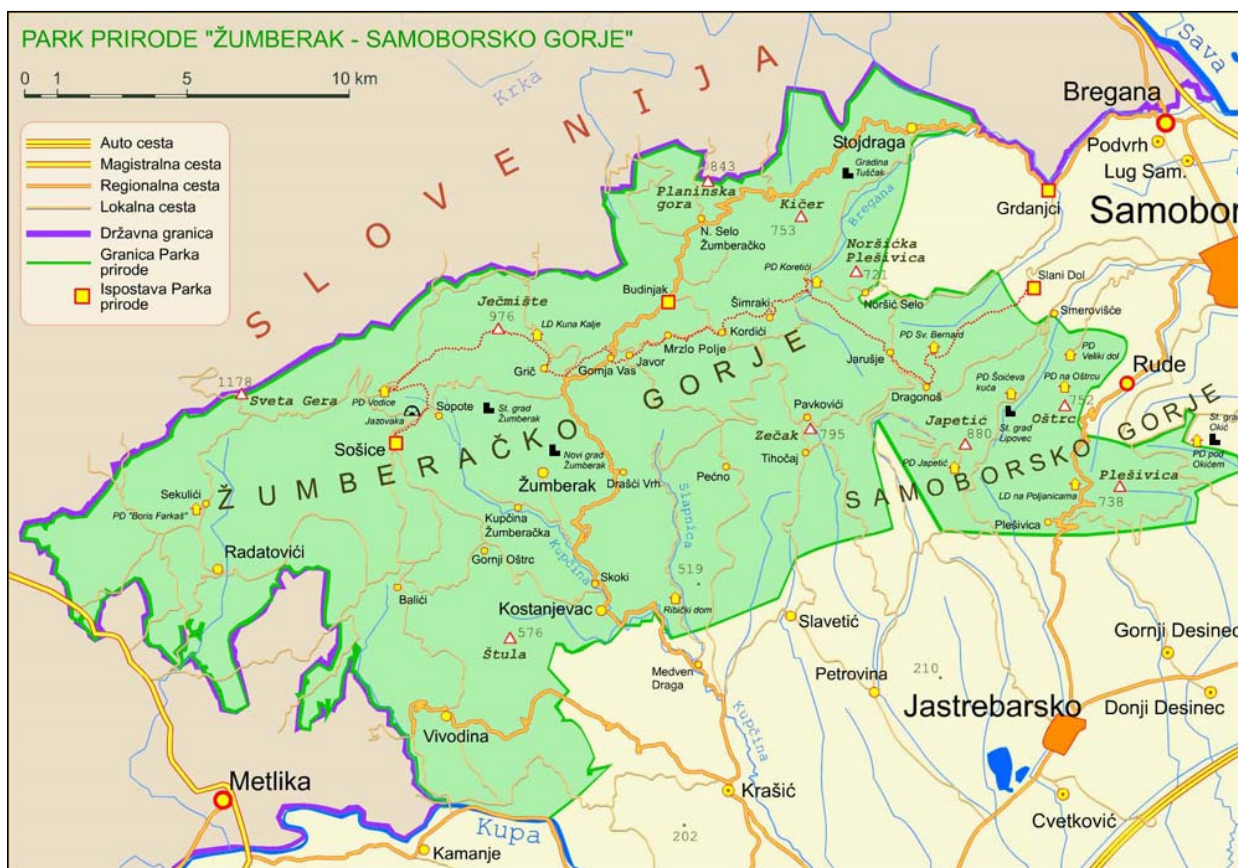 PARK PRIRODE "ŽUMBERAK - SAMOBORSKO GORJE"
0 1 5 10 km
Auto cesta
Magistralna cesta
Regionalna cesta
Lokalna cesta
Državna granica
Granica Parka
prirode
Ispostava Parka
prirode
SLOVENIJA
Krka
Sava
Bregana
Podvrh
Lug Sam.
Samobor
Grdanjci
Stojdraga
Gradina
Tuščak
843
Planinska
gora
Kičer
753
Bregana
N. Selo
Žumberačko
Noršićka
Plešivica
721
PD Koretići
Noršić Selo
Slani Dol
Smerovišće
Budinjak
Šimraki
Kordići
Mrzlo Polje
Javor
Gornja Vas
Grič
Ječmište
976
LD Kuna Kalje
1178
Sveta Gera
PD Vodice
Jazovaka
Sopote
St. grad
Žumberak
Sošice
Novi grad
Žumberak
Žumberak
ŽUMBERAČKO GORJE
Jarušje
PD Sv. Bernard
Dragonoš
PD
Veliki dol
PD Šoićeva
kuća
PD na Oštrcu
752
Oštrc
Rude
St. grad
Lipovec
Japetić
880
PD Japetić
SAMOBORSKO GORJE
St. grad
Okić
PD pod
Okićem
Plešivica
738
LD na Poljanicama
Plešivica
Pavkovići
Zečak
795
Tihočaj
Pećno
Drašći Vrh
Slapnica
519
Ribički dom
Sekulići
PD "Boris Farkaš"
Radatovići
Kupčina
Žumberačka
Gornji Oštrc
Kupčina
Balići
Skoki
Kostanjevac
576
Štula
Vivodina
Metlika
Kupa
Kamanje
Medven
Draga
Kupčina
Krašić
202
Slavetić
Petrovina
210
Jastrebarsko
Gornji Desinec
Donji Desinec
Cvetković